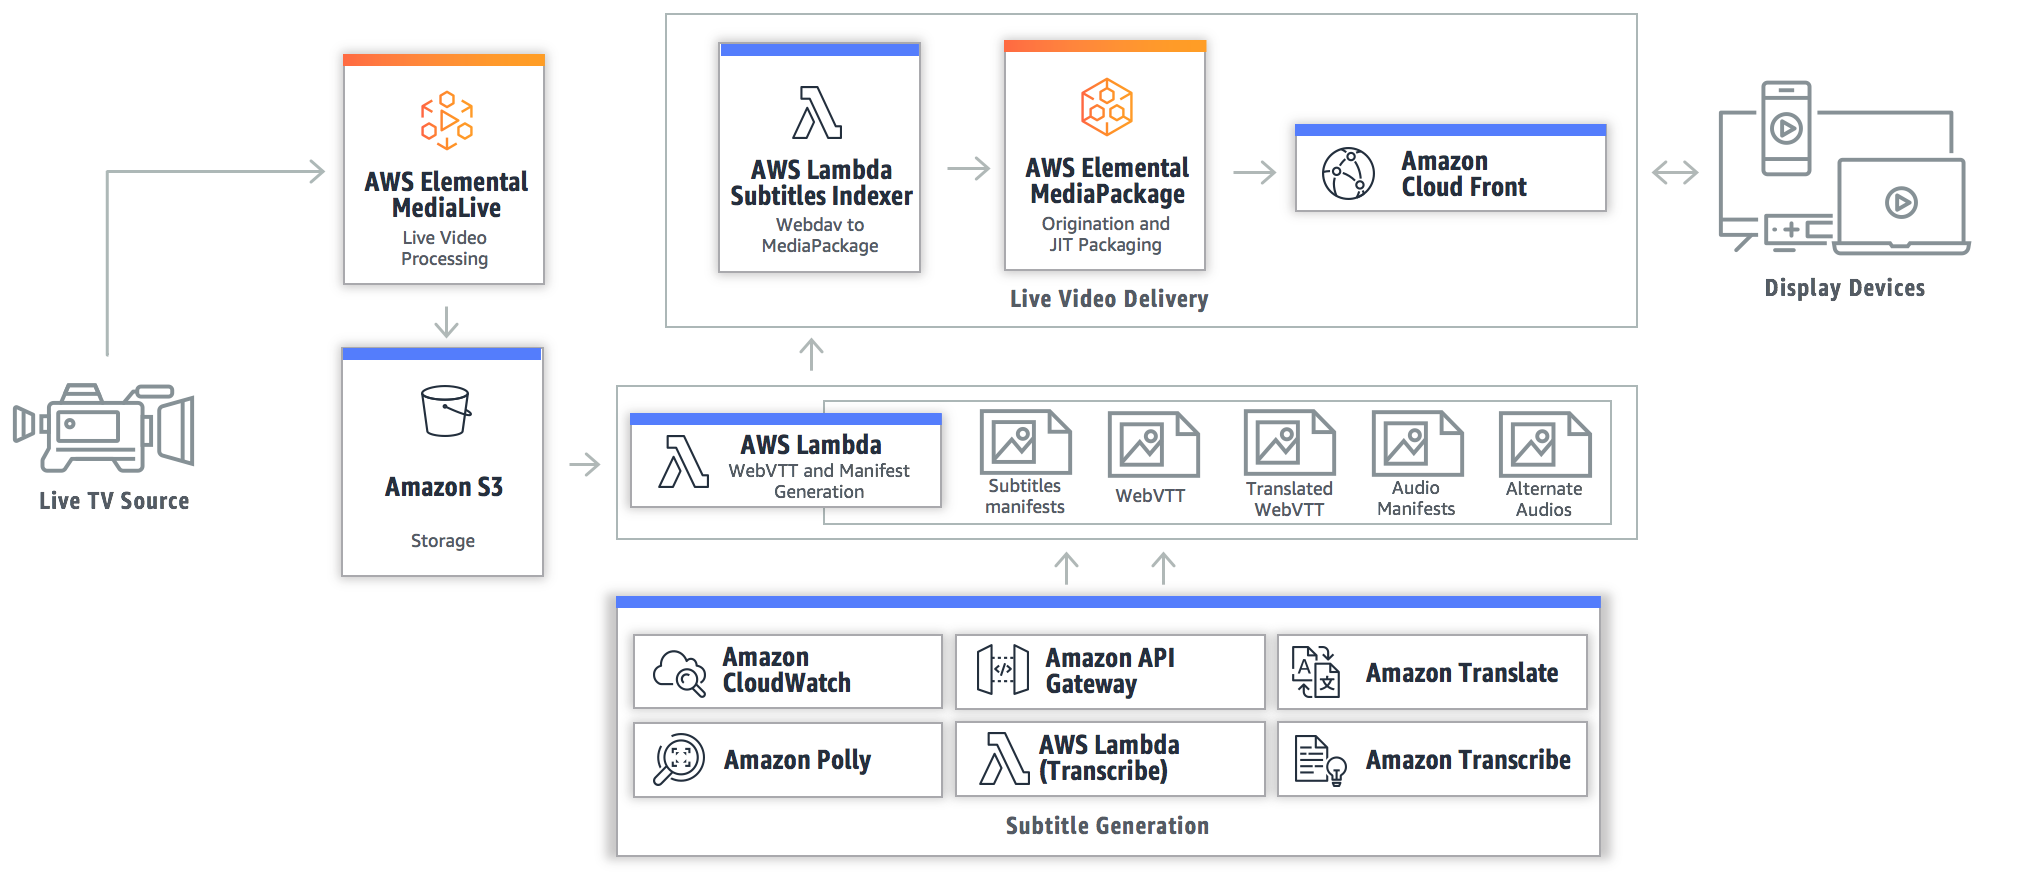 AWS Elemental
MediaLive
Live Video
Processing
AWS Lambda
Subtitles Indexer
Webdav to
MediaPackage
AWS Elemental
MediaPackage
Origination and
JIT Packaging
Amazon
Cloud Front
Live Video Delivery
Display Devices
Live TV Source
Amazon S3
Storage
AWS Lambda
WebVTT and Manifest
Generation
Subtitles
manifests
WebVTT
Translated
WebVTT
Audio
Manifests
Alternate
Audios
Amazon
CloudWatch
</>
Amazon API
Gateway
A
文
Amazon Translate
Amazon Polly
AWS Lambda
(Transcribe)
Amazon Transcribe
Subtitle Generation